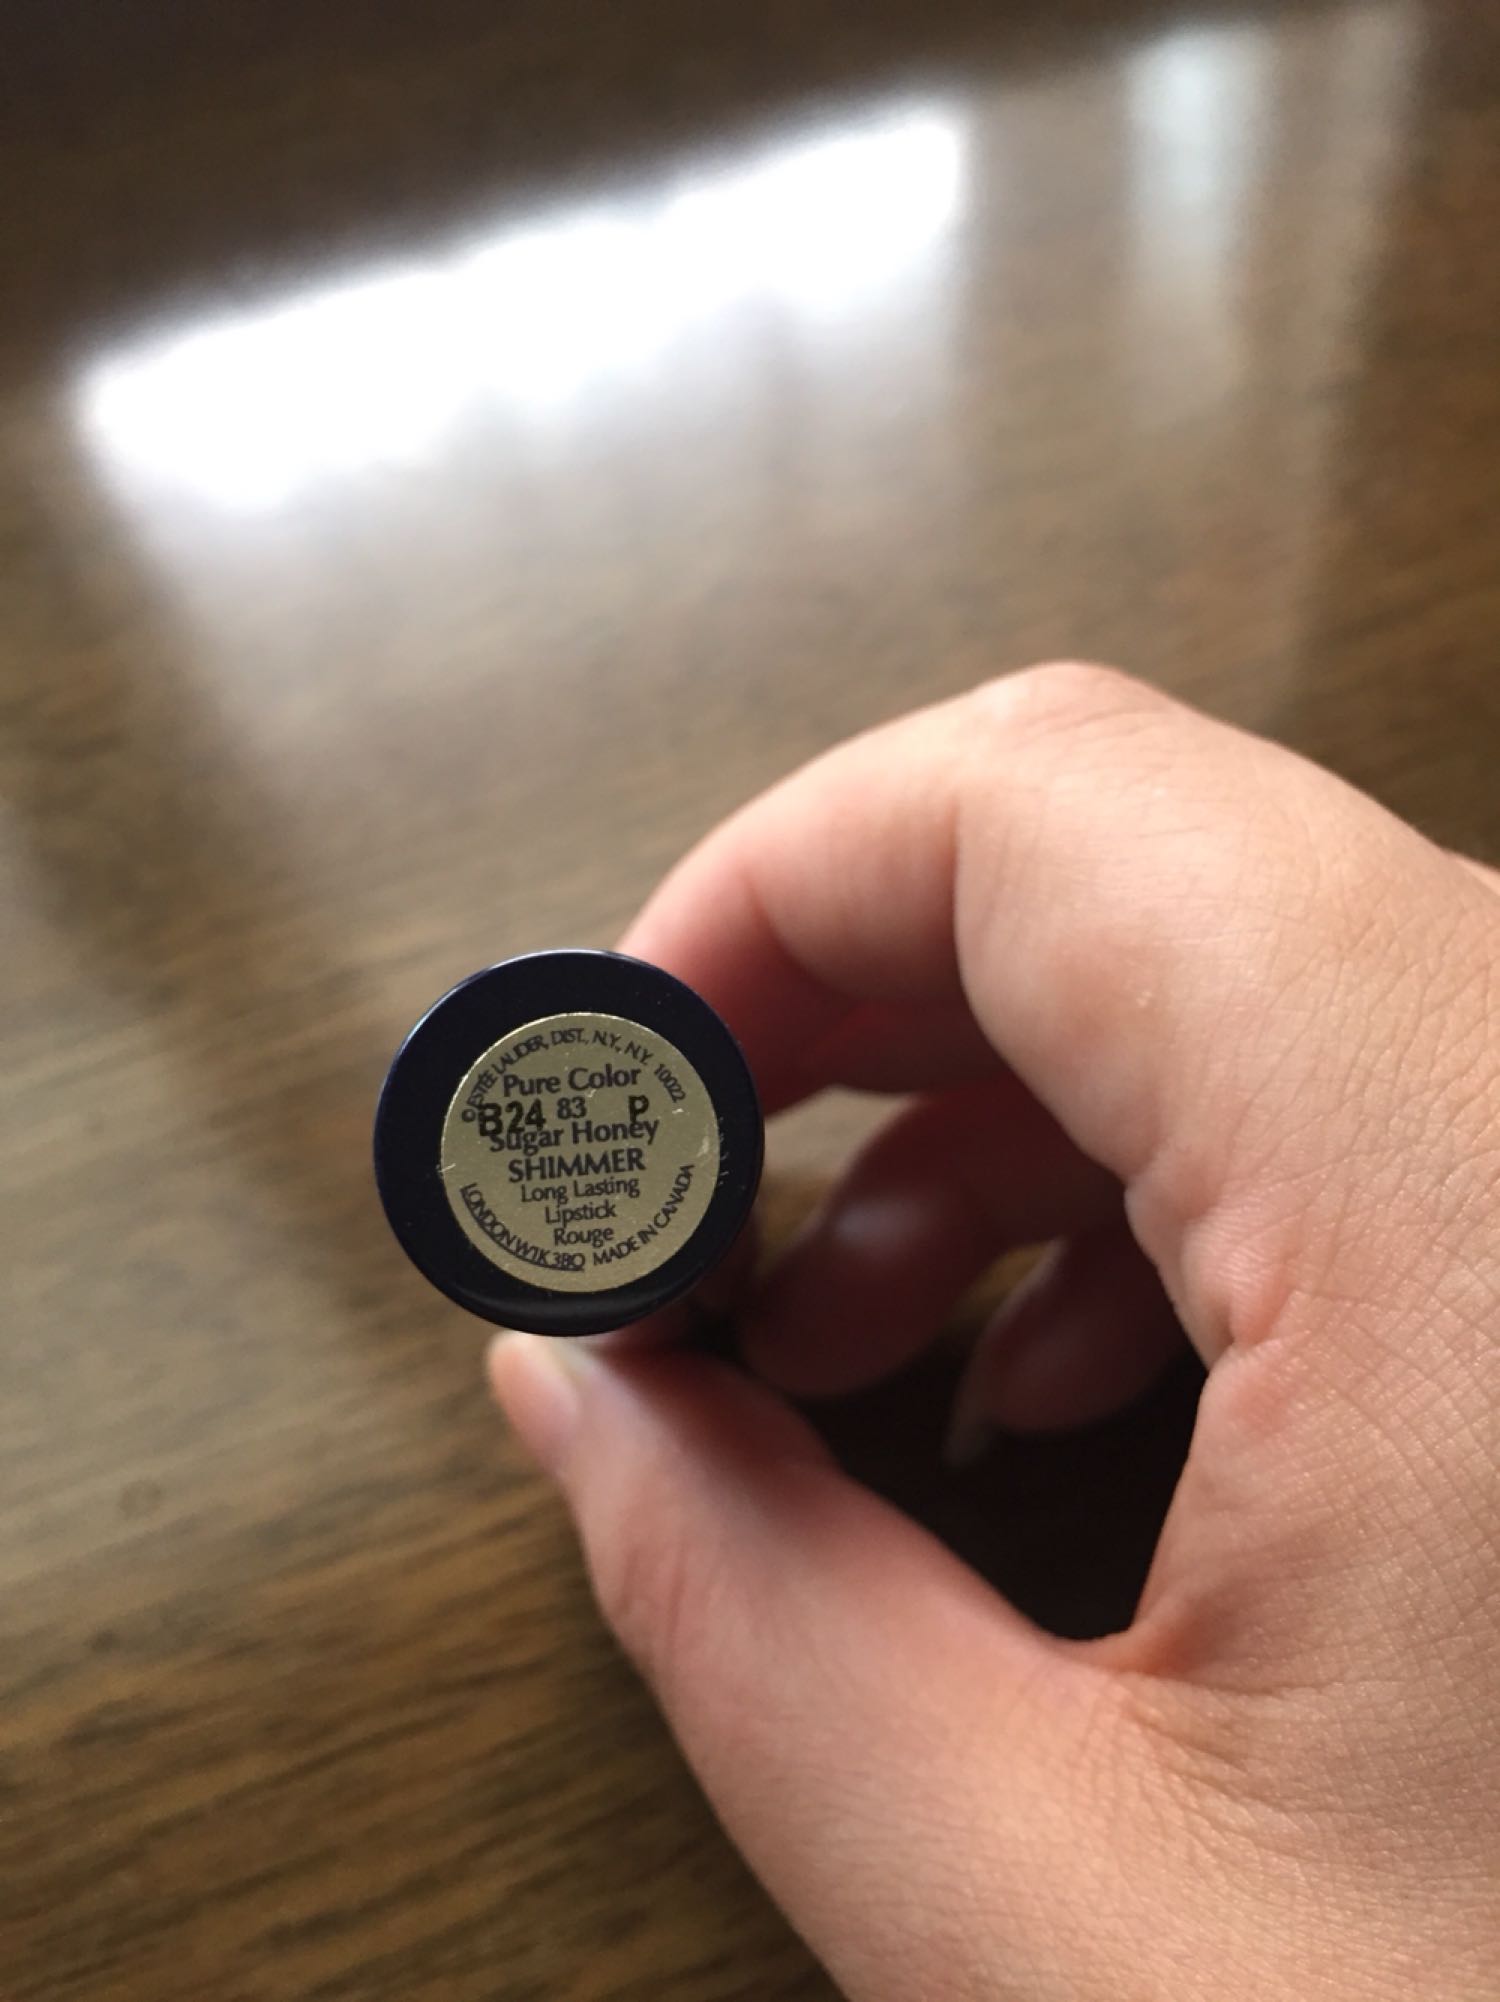 ©ESTÉE LAUDER, DIST., N.Y., N.Y. 10022
Pure Color
B24 83 P
Sugar Honey
SHIMMER
Long Lasting
Lipstick
Rouge
LONDON W1K 3BQ MADE IN CANADA